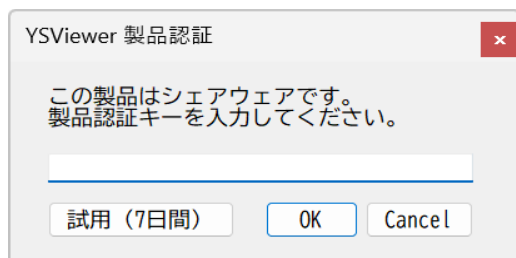 YSViewer 製品認証
この製品はシェアウェアです。
製品認証キーを入力してください。
試用（7日間） OK Cancel